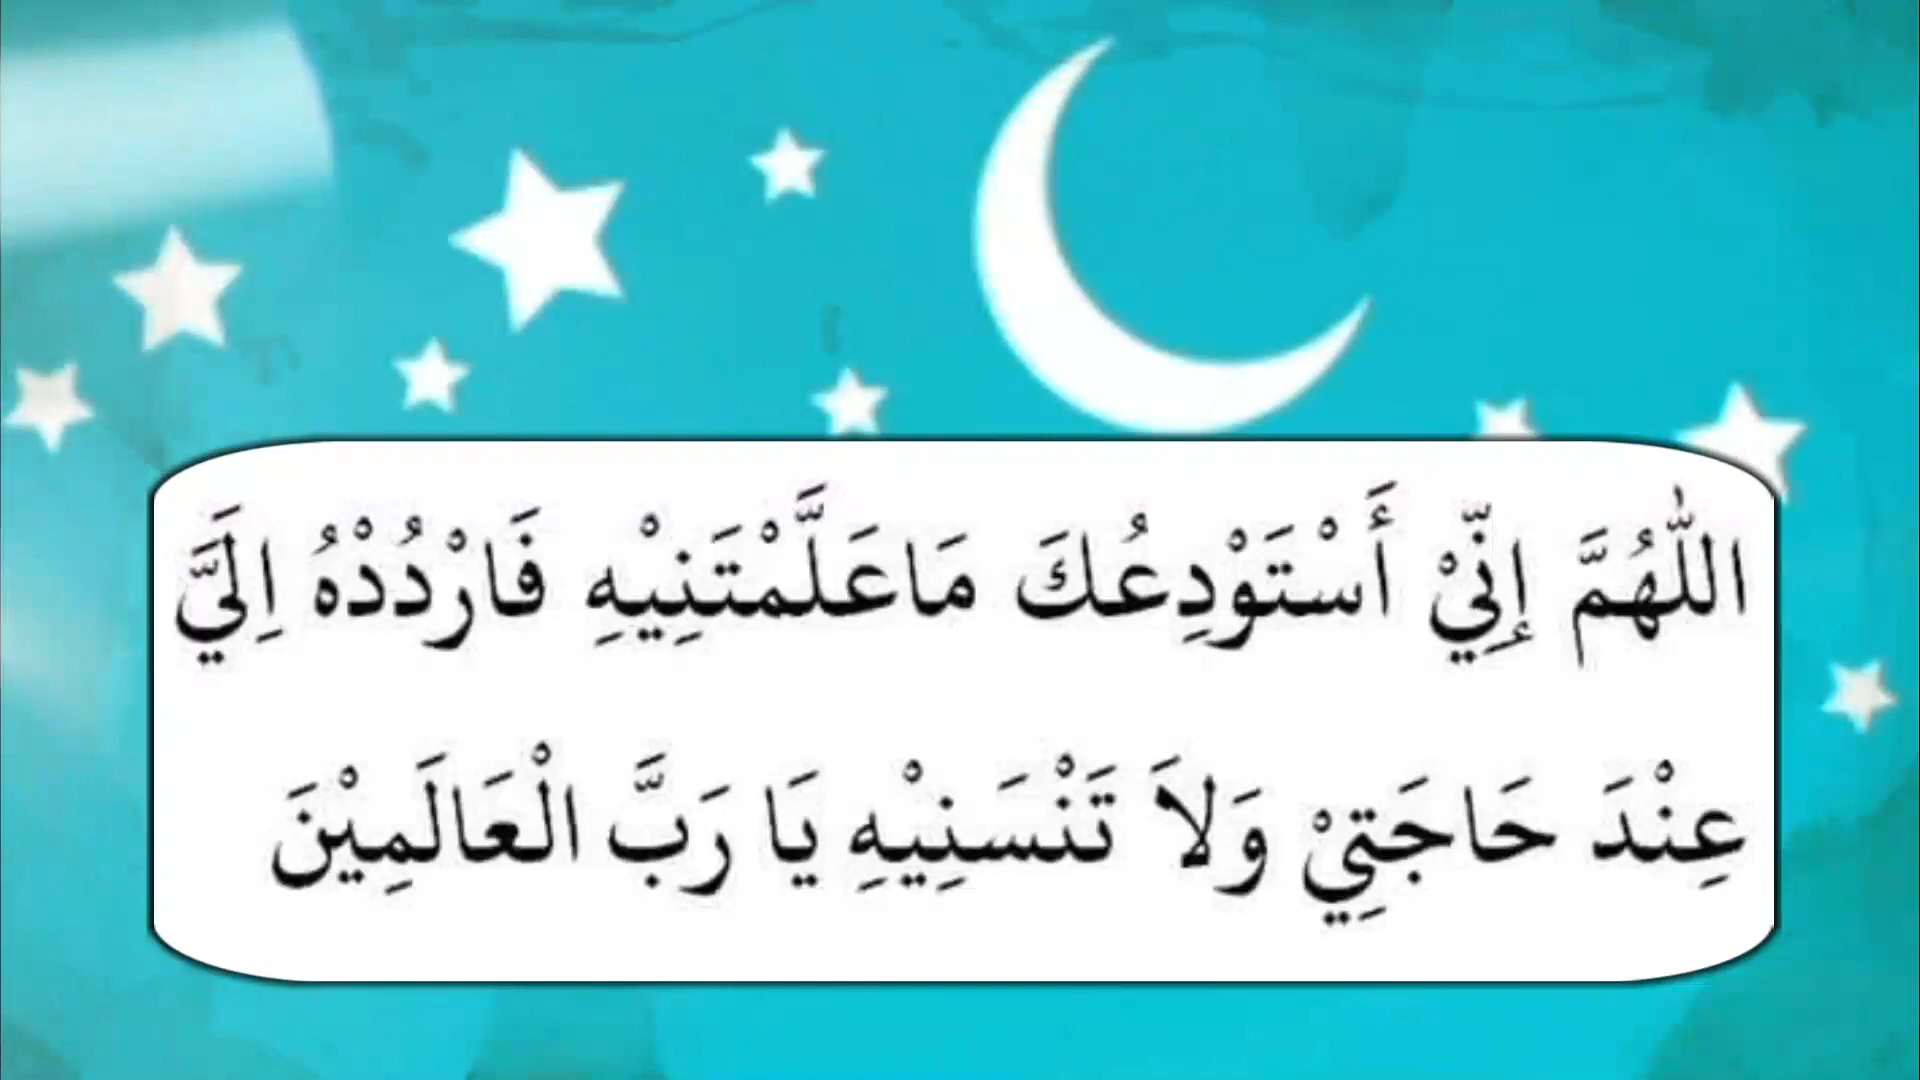 اللّٰهُمَّ إِنِّيْ أَسْتَوْدِعُكَ مَاعَلَّمْتَنِيْهِ فَارْدُدْهُ اِلَيَّ
عِنْدَ حَاجَتِيْ وَلاَ تَنْسَنِيْهِ يَا رَبَّ الْعَالَمِيْنَ